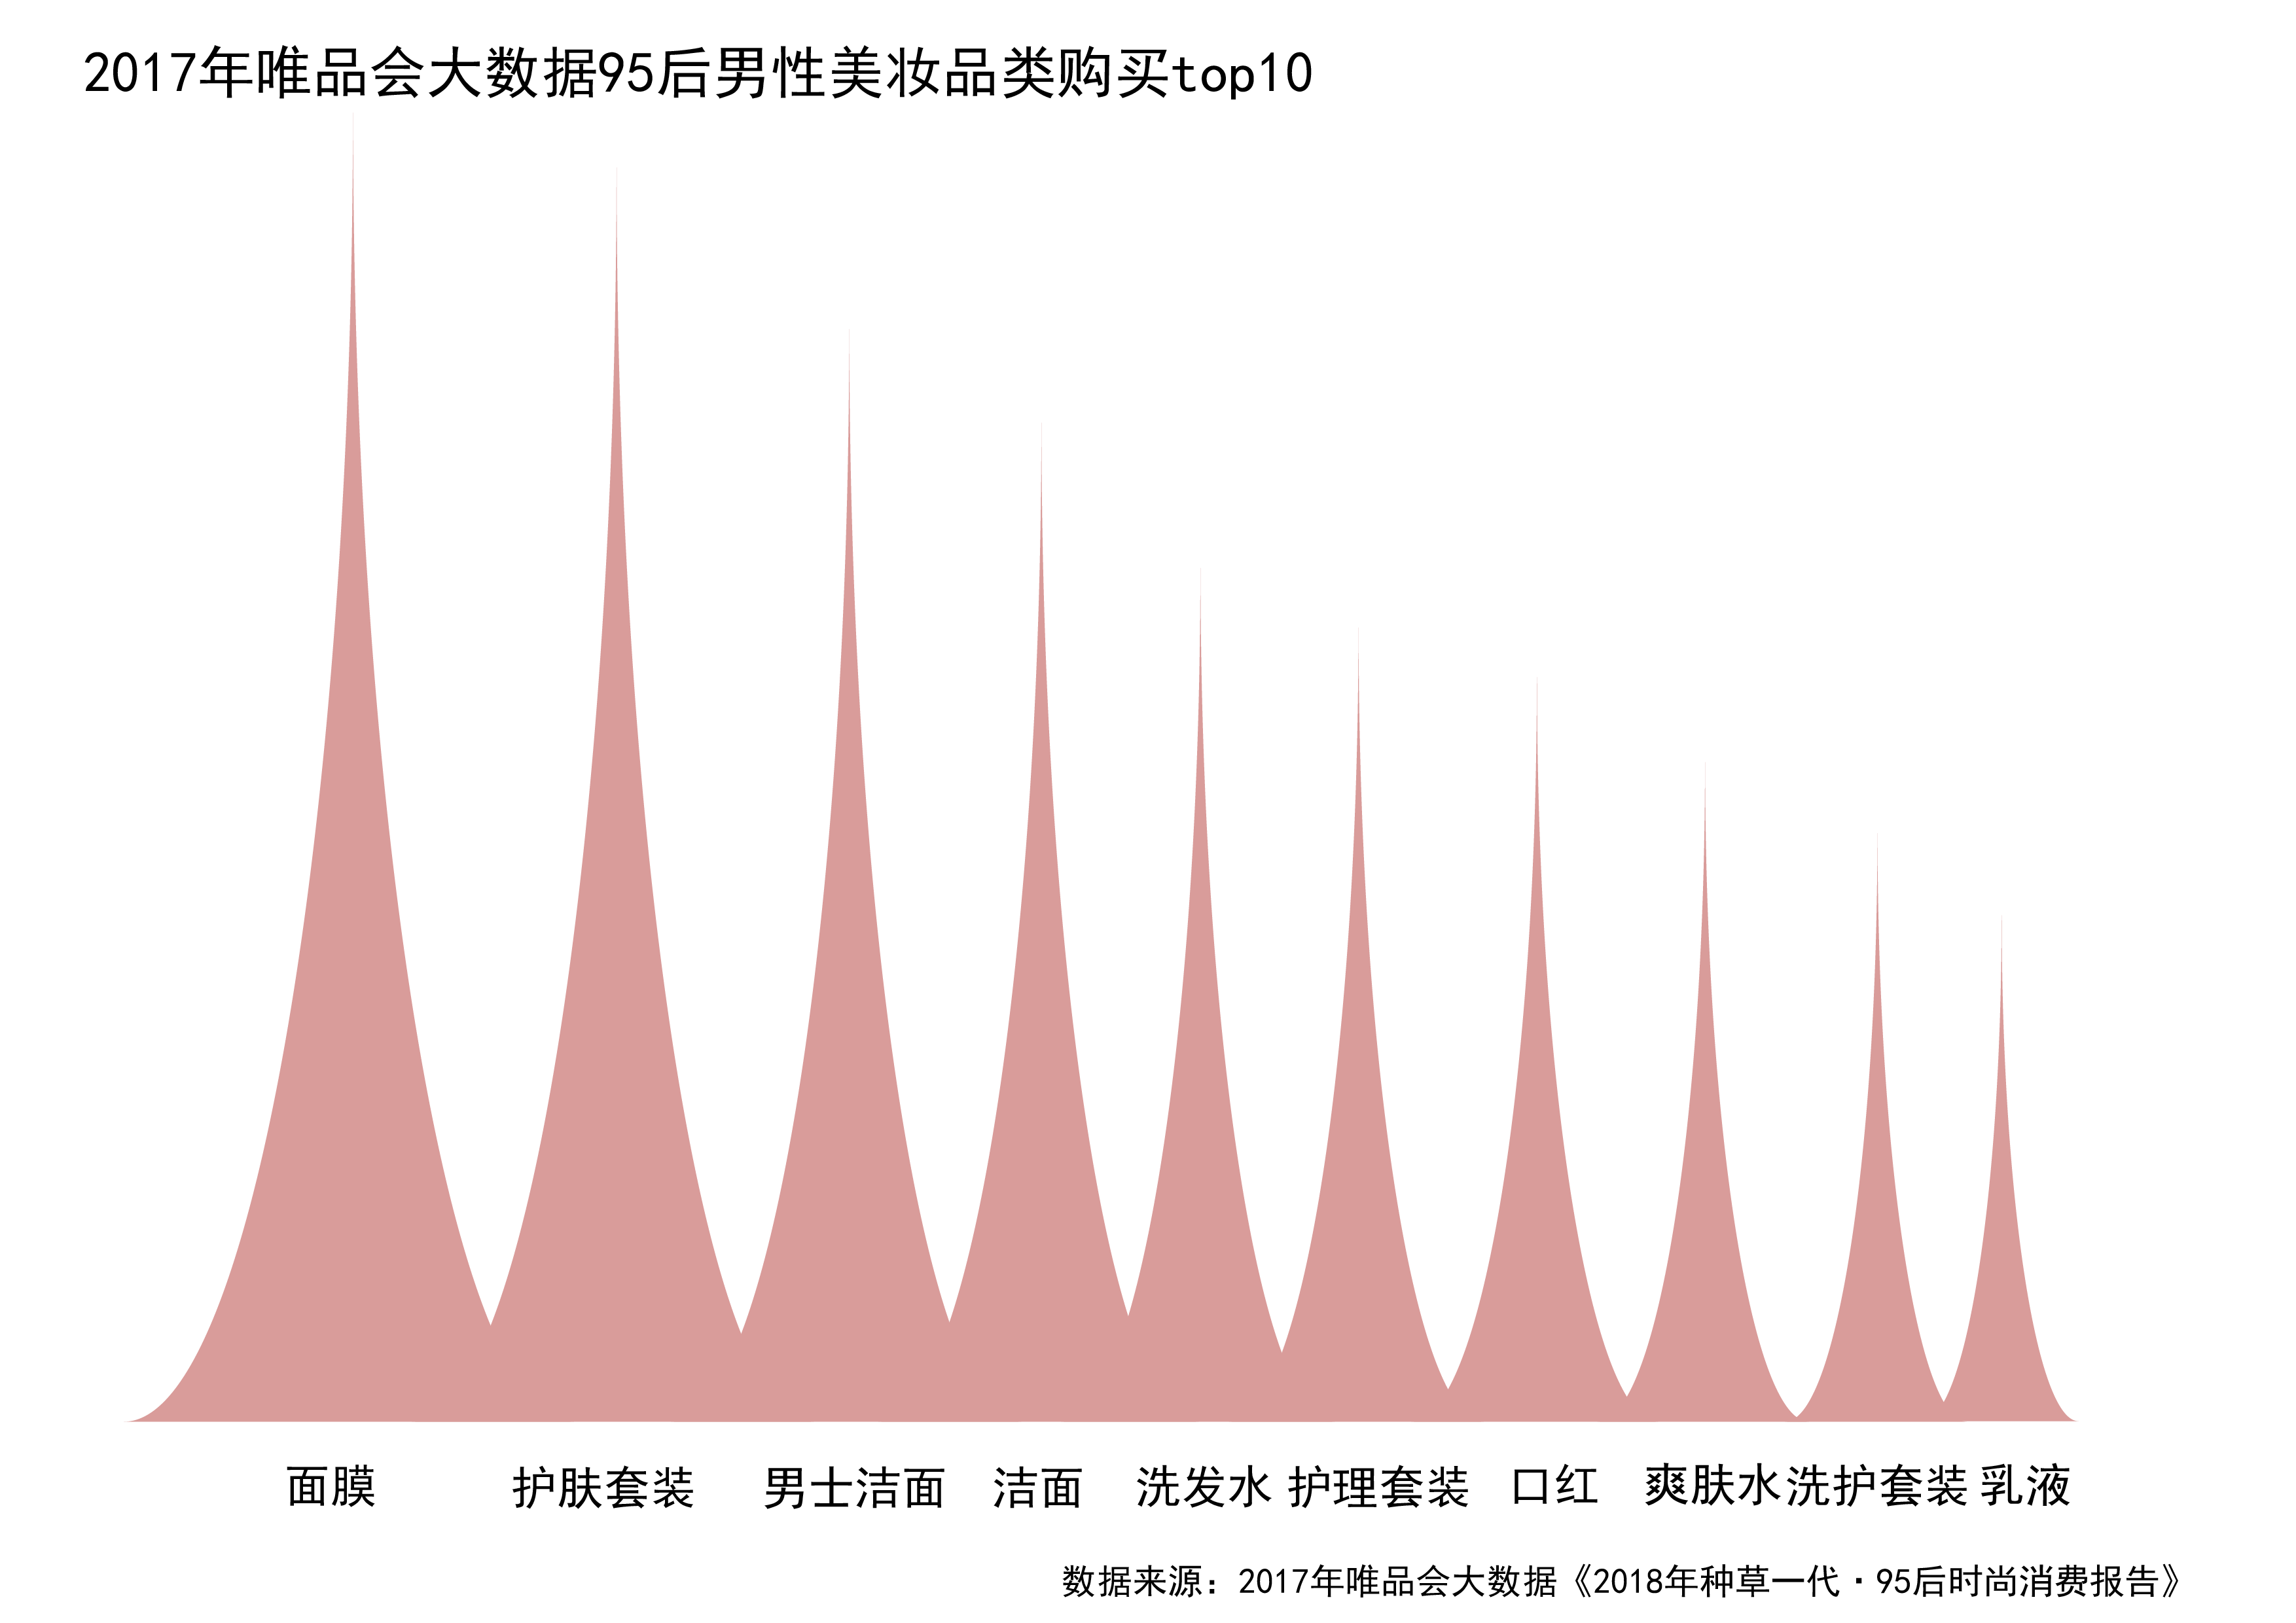 2017年唯品会大数据95后男性美妆品类购买top10
面膜 护肤套装 男士洁面 洁面 洗发水 护理套装 口红 爽肤水 洗护套装 乳液
数据来源：2017年唯品会大数据《2018年种草一代·95后时尚消费报告》